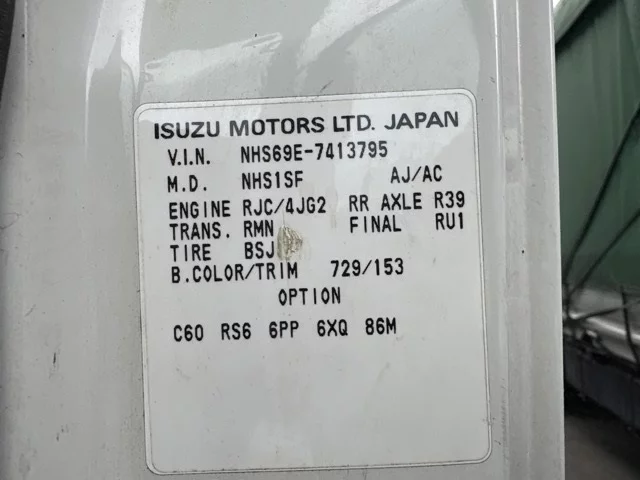 ISUZU MOTORS LTD. JAPAN
V.I.N. NHS69E-7413795
M.D. NHS1SF AJ/AC
ENGINE RJC/4JG2 RR AXLE R39
TRANS. RMN FINAL RU1
TIRE BSJ
B.COLOR/TRIM 729/153
OPTION
C60 RS6 6PP 6XQ 86M